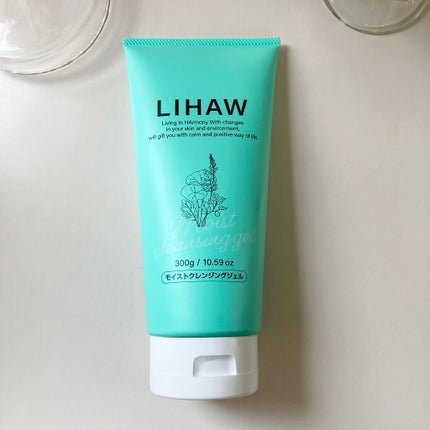 LIHAW
Living in HArmony With changes
in your skin and environment,
will gift you with calm and positive way of life.
Moist
cleansing gel
300g / 10.59 oz
モイストクレンジングジェル